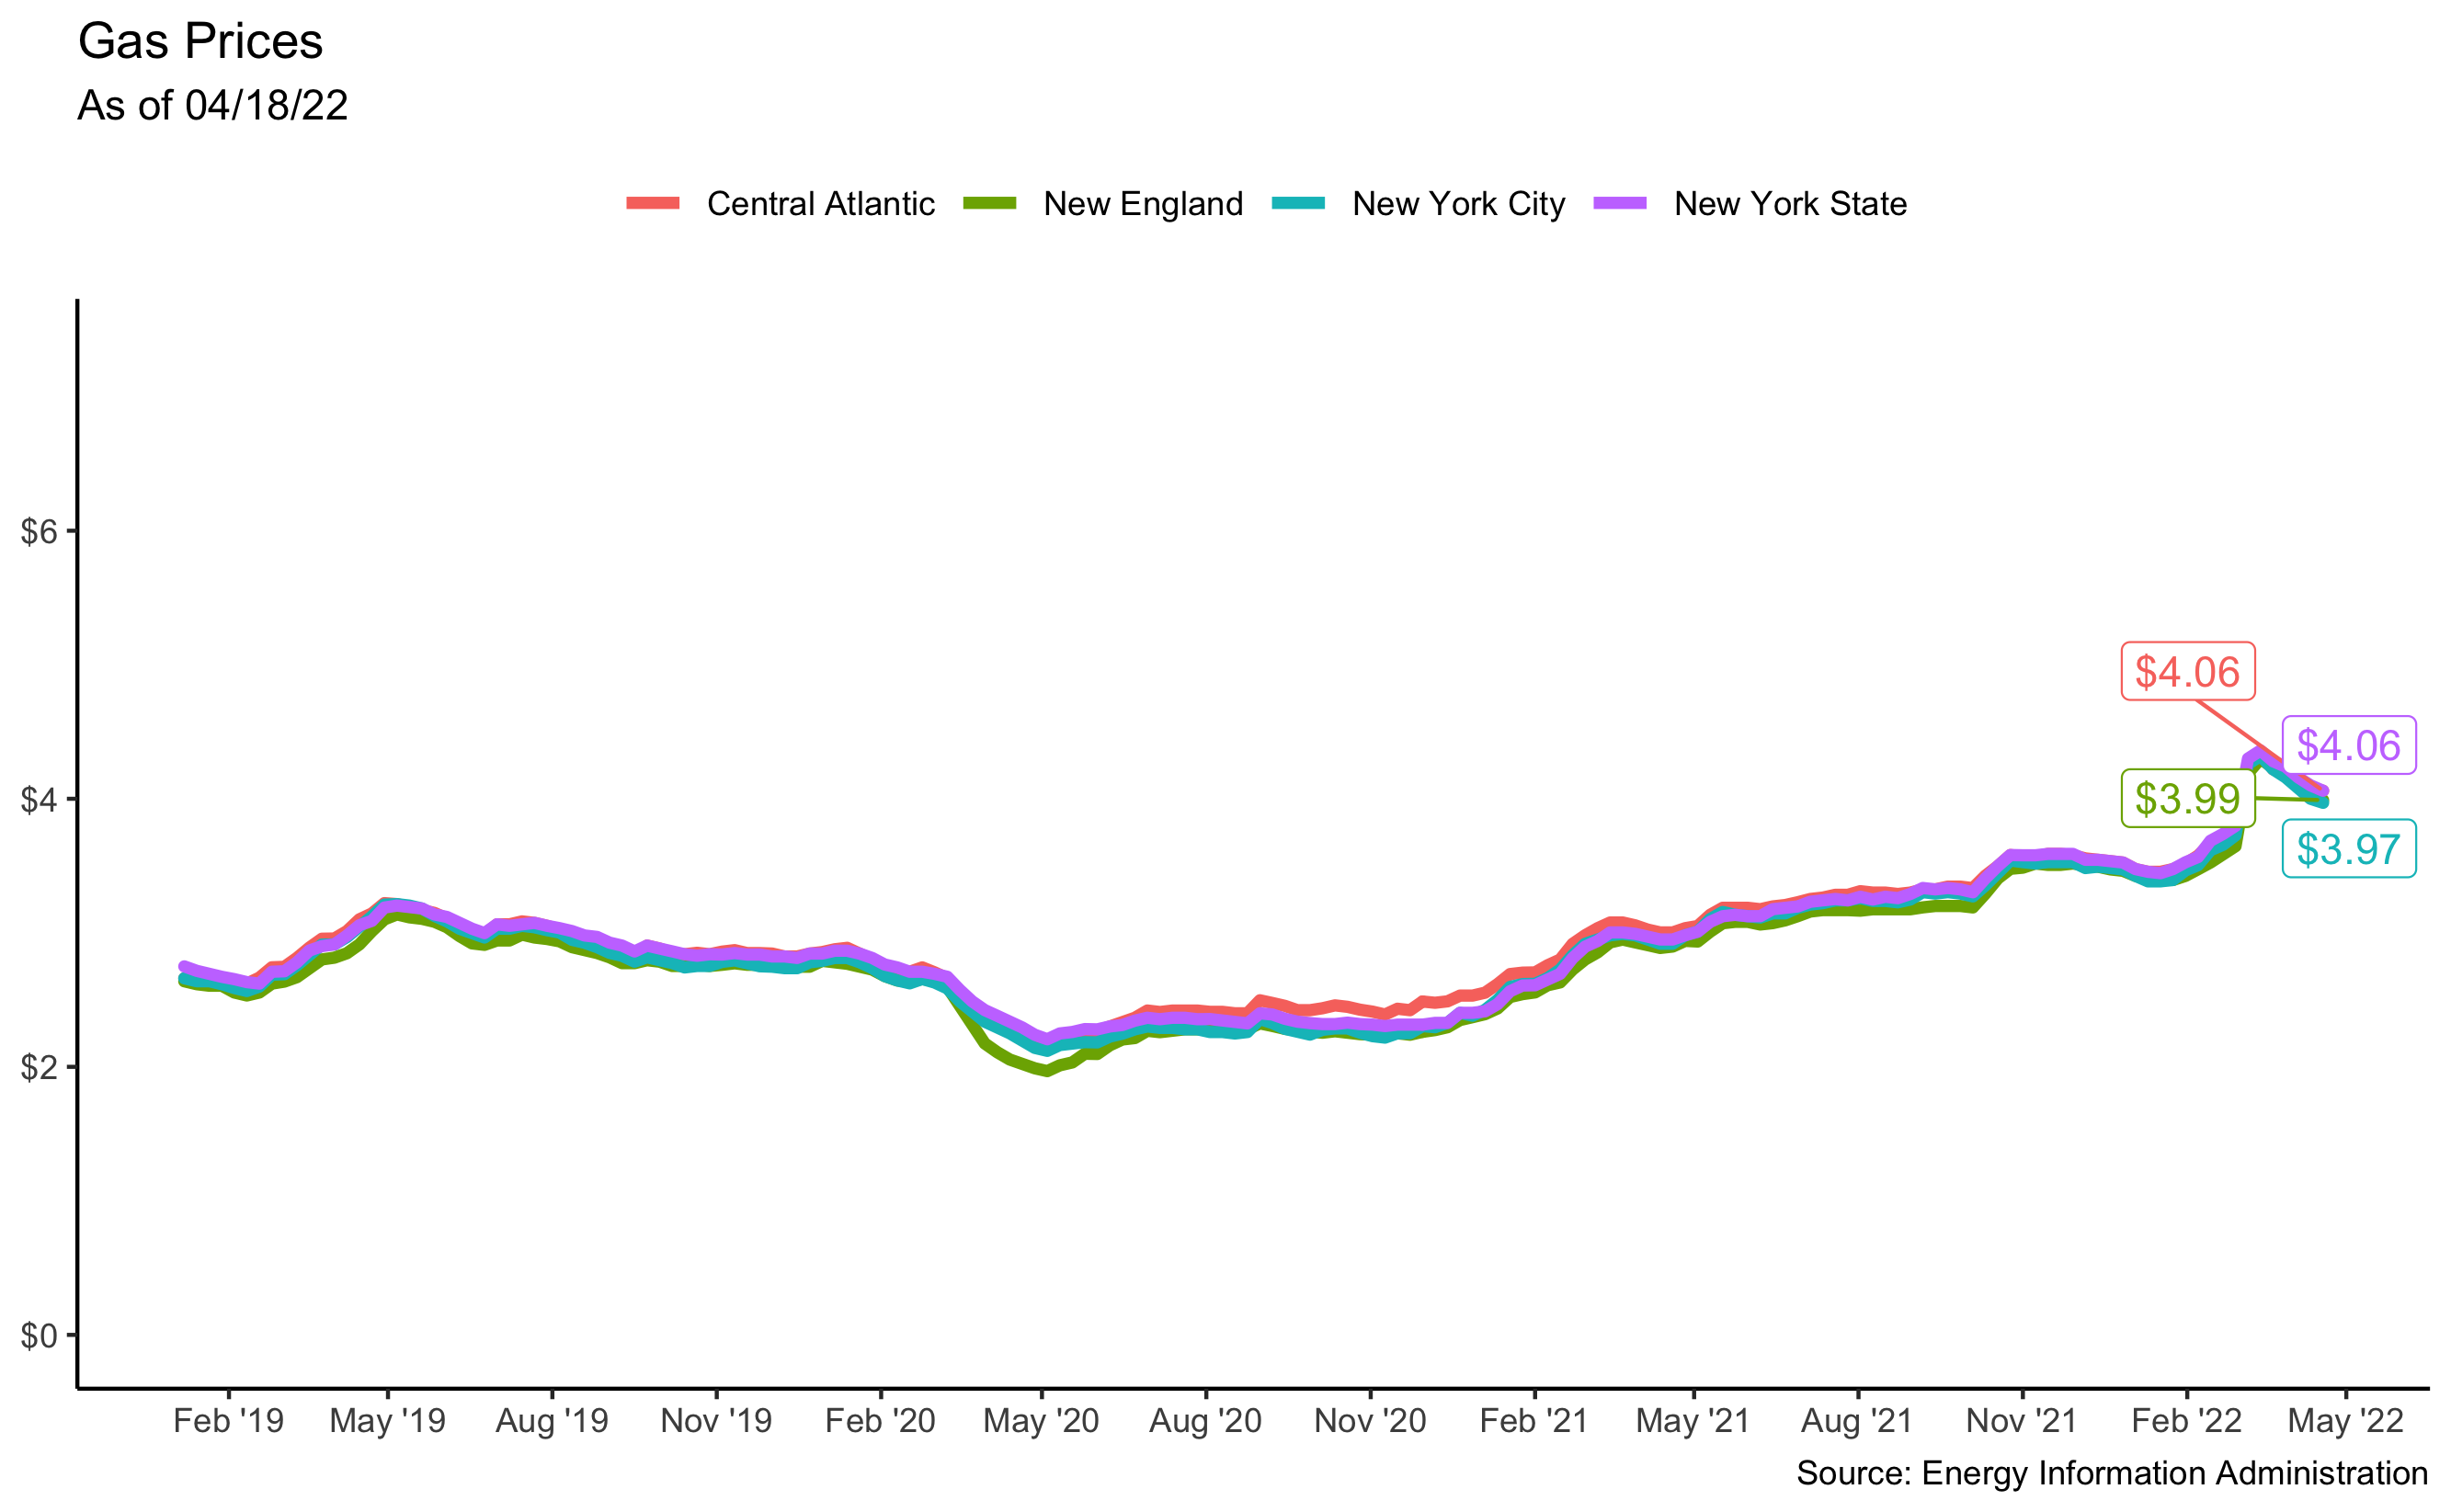 Gas Prices
As of 04/18/22
Central Atlantic New England New York City New York State
$6
$4
$2
$0
$4.06
$4.06
$3.99
$3.97
Feb '19 May '19 Aug '19 Nov '19 Feb '20 May '20 Aug '20 Nov '20 Feb '21 May '21 Aug '21 Nov '21 Feb '22 May '22
Source: Energy Information Administration